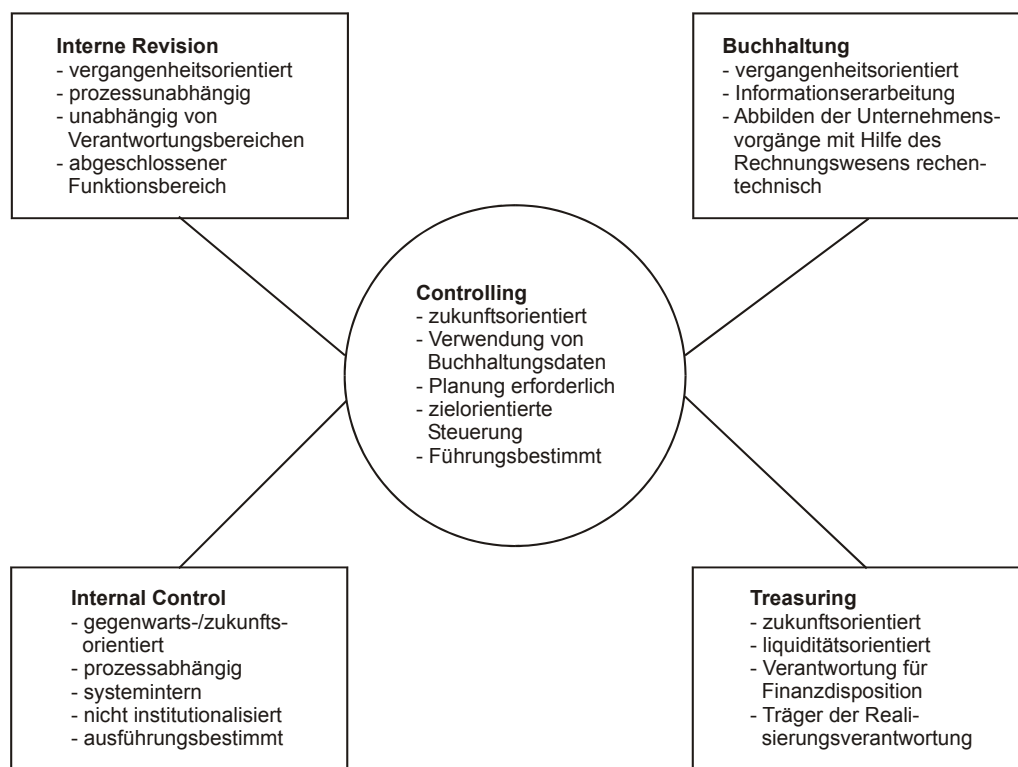 Interne Revision
- vergangenheitsorientiert
- prozessunabhängig
- unabhängig von
Verantwortungsbereichen
- abgeschlossener
Funktionsbereich
Buchhaltung
- vergangenheitsorientiert
- Informationserarbeitung
- Abbilden der Unternehmens-
vorgänge mit Hilfe des
Rechnungswesens rechen-
technisch
Controlling
- zukunftsorientiert
- Verwendung von
Buchhaltungsdaten
- Planung erforderlich
- zielorientierte
Steuerung
- Führungsbestimmt
Internal Control
- gegenwarts-/zukunfts-
orientiert
- prozessabhängig
- systemintern
- nicht institutionalisiert
- ausführungsbestimmt
Treasuring
- zukunftsorientiert
- liquiditätsorientiert
- Verantwortung für
Finanzdisposition
- Träger der Reali-
sierungsverantwortung